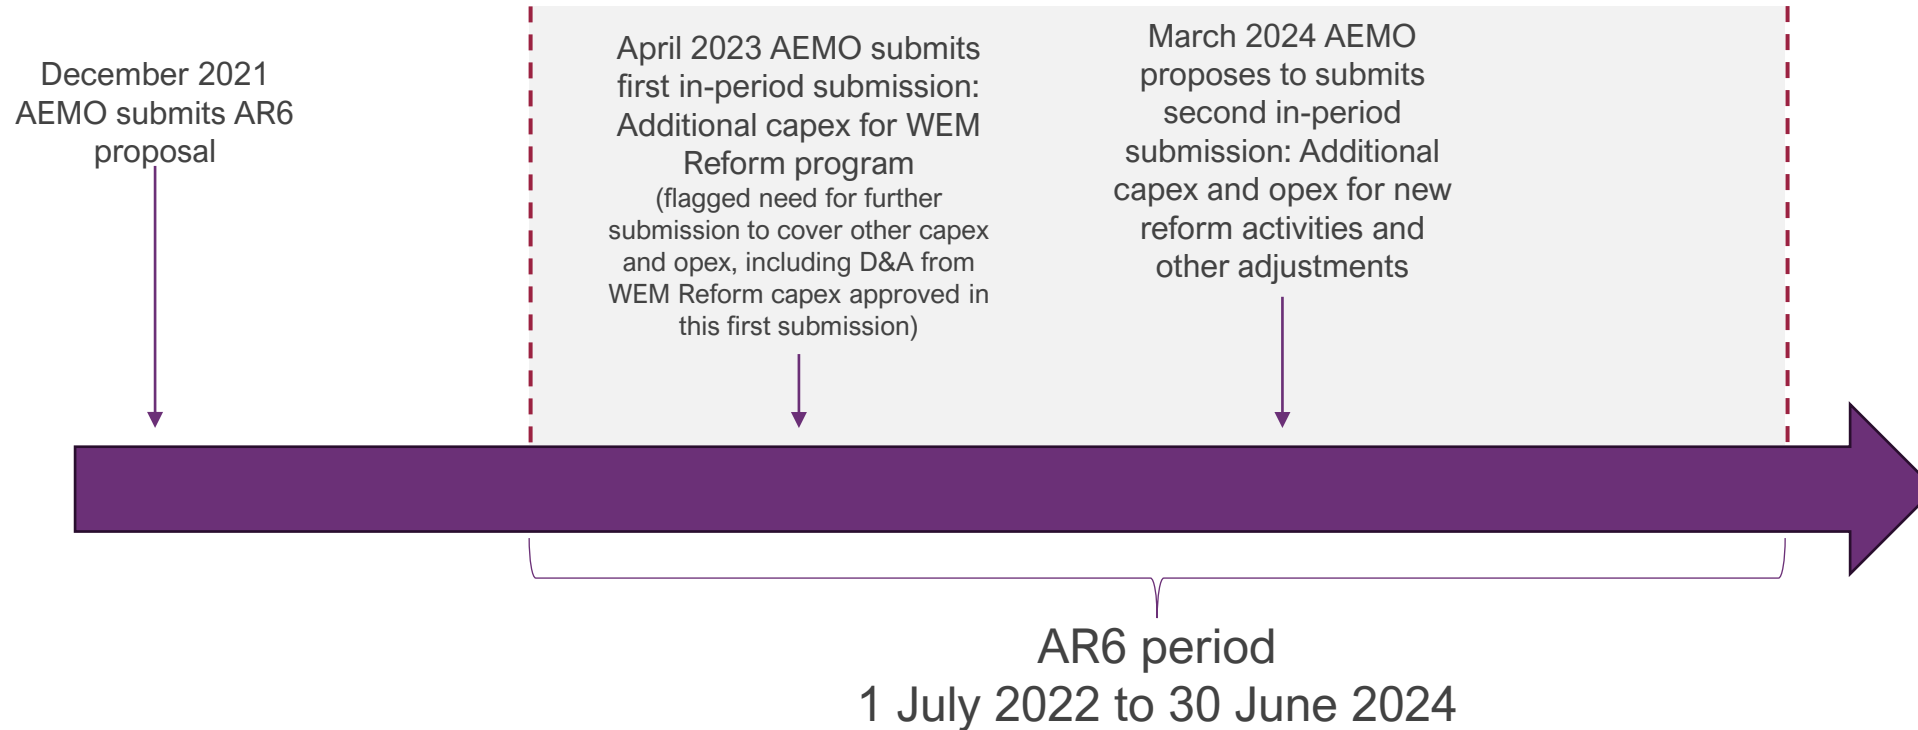 December 2021
AEMO submits AR6
proposal
April 2023 AEMO submits
first in-period submission:
Additional capex for WEM
Reform program
(flagged need for further
submission to cover other capex
and opex, including D&A from
WEM Reform capex approved in
this first submission)
March 2024 AEMO
proposes to submits
second in-period
submission: Additional
capex and opex for new
reform activities and
other adjustments
AR6 period
1 July 2022 to 30 June 2024